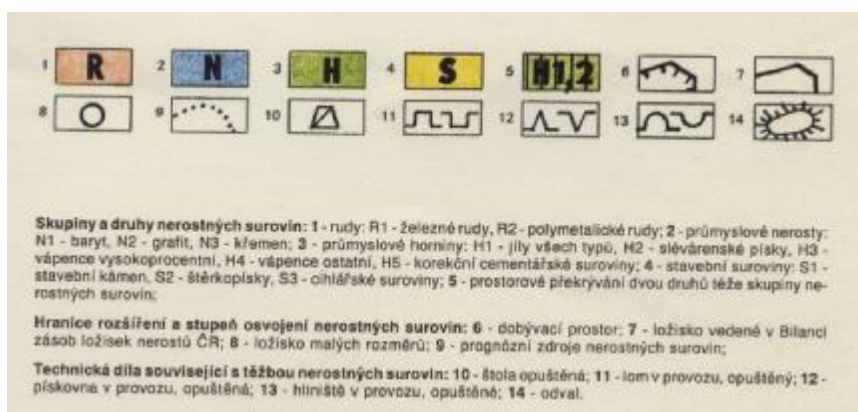 1 R 2 N 3 H 4 S 5 H1,2 6 7
8 9 10 11 12 13 14
Skupiny a druhy nerostných surovin: 1 - rudy: R1 - železné rudy, R2 - polymetalické rudy; 2 - průmyslové nerosty:
N1 - baryt, N2 - grafit, N3 - křemen; 3 - průmyslové horniny: H1 - jíly všech typů, H2 - slévárenské písky, H3 -
vápence vysokoprocentní, H4 - vápence ostatní, H5 - korekční cementářské suroviny; 4 - stavební suroviny: S1 -
stavební kámen, S2 - štěrkopísky, S3 - cihlářské suroviny; 5 - prostorové překrývání dvou druhů téže skupiny ne-
rostných surovin;
Hranice rozšíření a stupeň osvojení nerostných surovin: 6 - dobývací prostor; 7 - ložisko vedené v Bilanci
zásob ložisek nerostů ČR; 8 - ložisko malých rozměrů; 9 - prognózní zdroje nerostných surovin;
Technická díla související s těžbou nerostných surovin: 10 - štola opuštěná; 11 - lom v provozu, opuštěný; 12 -
pískovna v provozu, opuštěná; 13 - hliniště v provozu, opuštěné; 14 - odval.